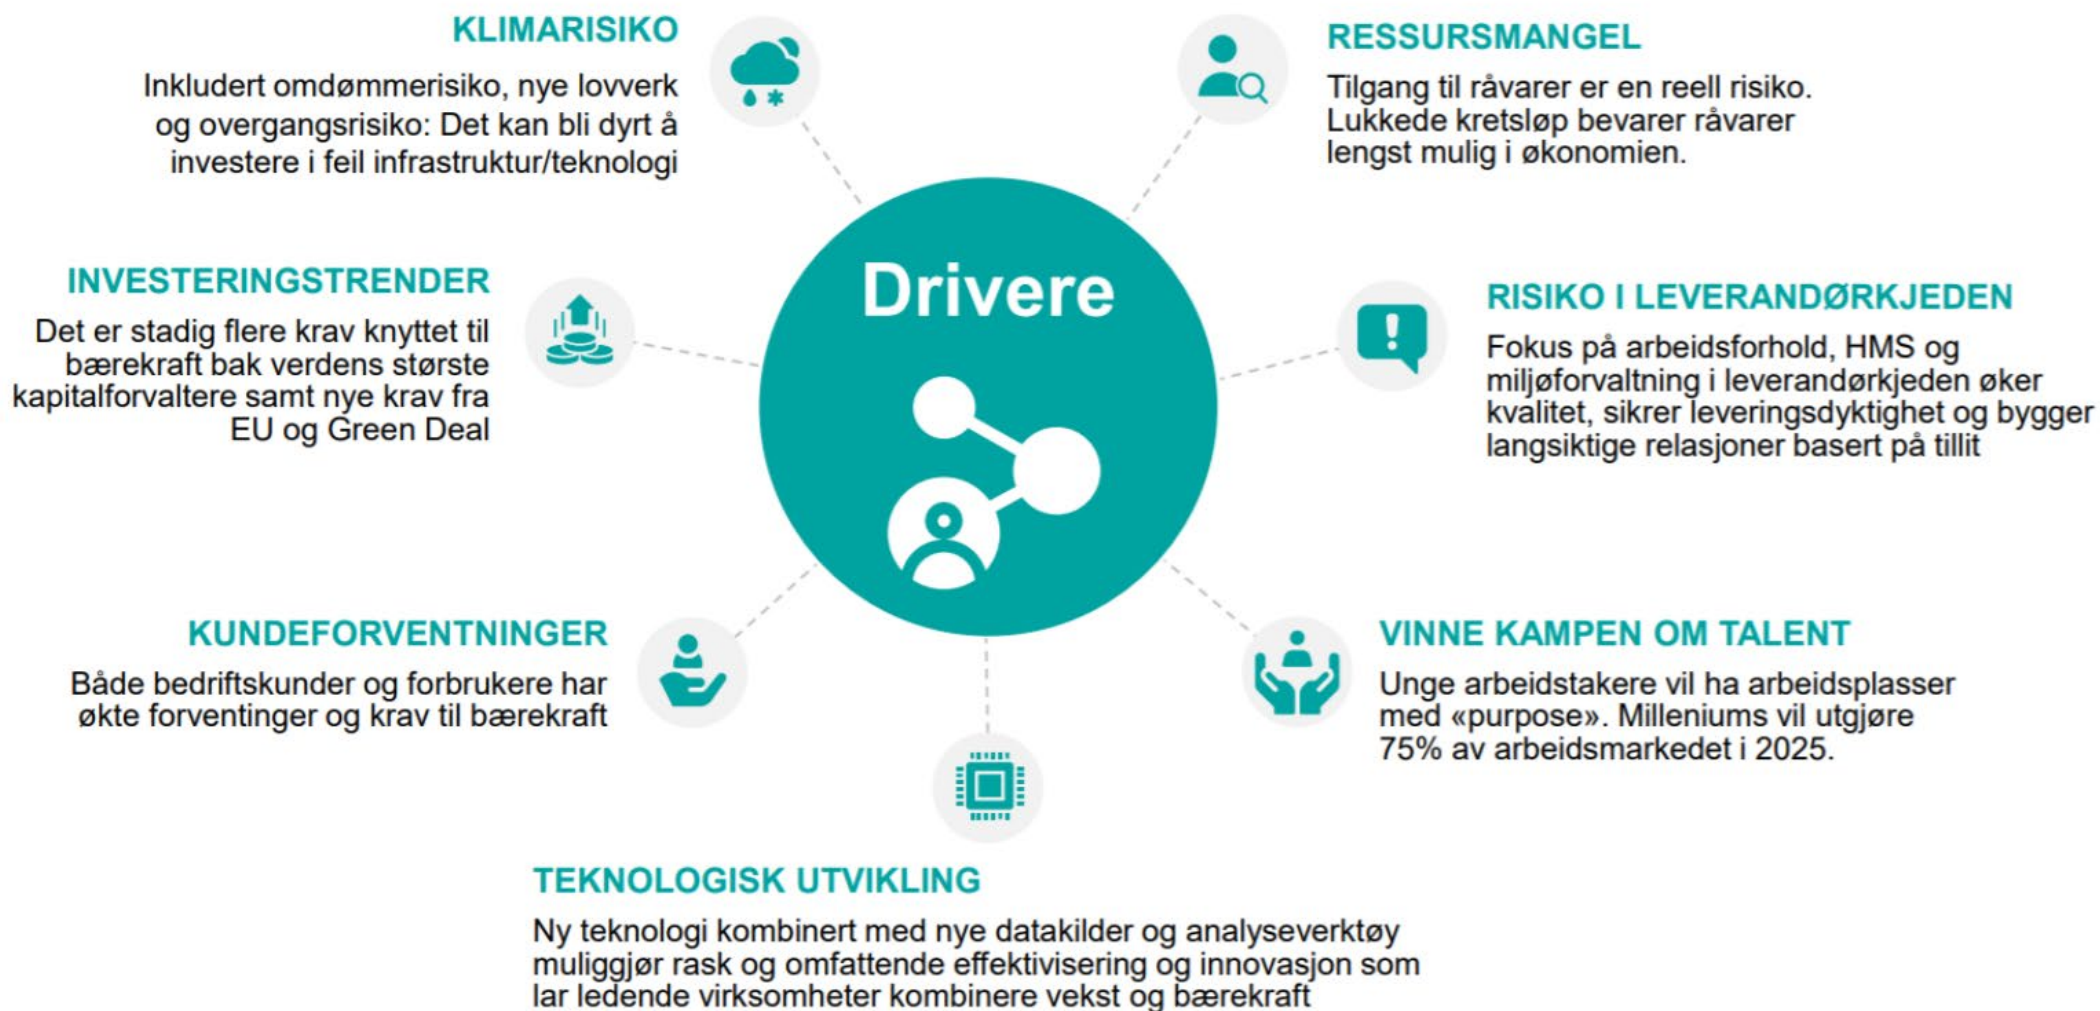 KLIMARISIKO
Inkludert omdømmerisiko, nye lovverk
og overgangsrisiko: Det kan bli dyrt å
investere i feil infrastruktur/teknologi
RESSURSMANGEL
Tilgang til råvarer er en reell risiko.
Lukkede kretsløp bevarer råvarer
lengst mulig i økonomien.
Drivere
INVESTERINGSTRENDER
Det er stadig flere krav knyttet til
bærekraft bak verdens største
kapitalforvaltere samt nye krav fra
EU og Green Deal
RISIKO I LEVERANDØRKJEDEN
Fokus på arbeidsforhold, HMS og
miljøforvaltning i leverandørkjeden øker
kvalitet, sikrer leveringsdyktighet og bygger
langsiktige relasjoner basert på tillit
KUNDEFORVENTNINGER
Både bedriftskunder og forbrukere har
økte forventinger og krav til bærekraft
VINNE KAMPEN OM TALENT
Unge arbeidstakere vil ha arbeidsplasser
med «purpose». Milleniums vil utgjøre
75% av arbeidsmarkedet i 2025.
TEKNOLOGISK UTVIKLING
Ny teknologi kombinert med nye datakilder og analyseverktøy
muliggjør rask og omfattende effektivisering og innovasjon som
lar ledende virksomheter kombinere vekst og bærekraft